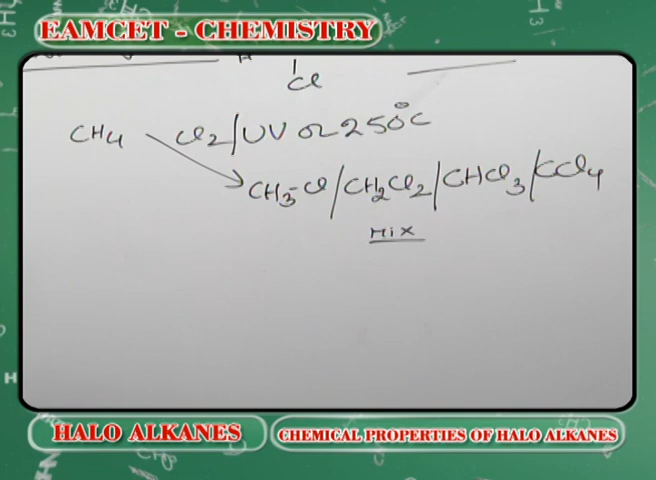 EAMCET - CHEMISTRY
Cl
CH4 Cl2/UV or 250°C
CH3-Cl/CH2Cl2/CHCl3/CCl4
Mix
HALO ALKANES
CHEMICAL PROPERTIES OF HALO ALKANES